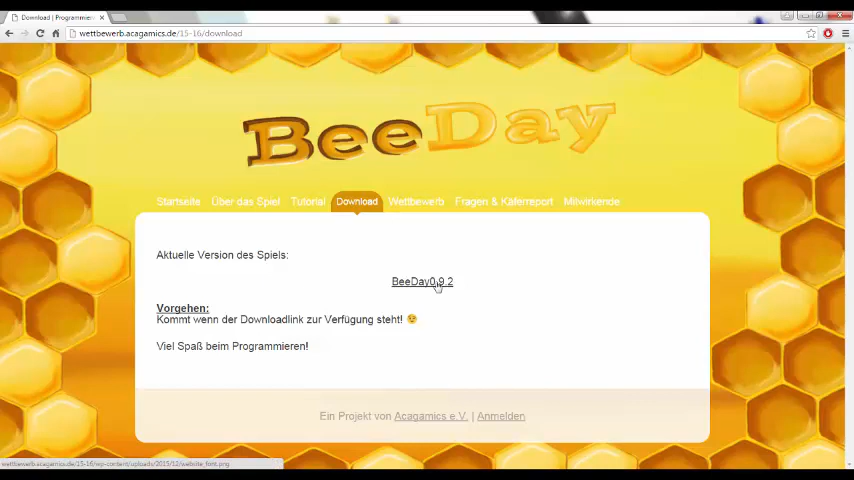 Download | Programmier
wettbewerb.acagamics.de/15-16/download
BeeDay
Startseite Über das Spiel Tutorial Download Wettbewerb Fragen & Käferreport Mitwirkende
Aktuelle Version des Spiels:
BeeDay0.9.2
Vorgehen:
Kommt wenn der Downloadlink zur Verfügung steht! 😉
Viel Spaß beim Programmieren!
Ein Projekt von Acagamics e.V. | Anmelden
wettbewerb.acagamics.de/15-16/wp-content/uploads/2015/12/website_font.png